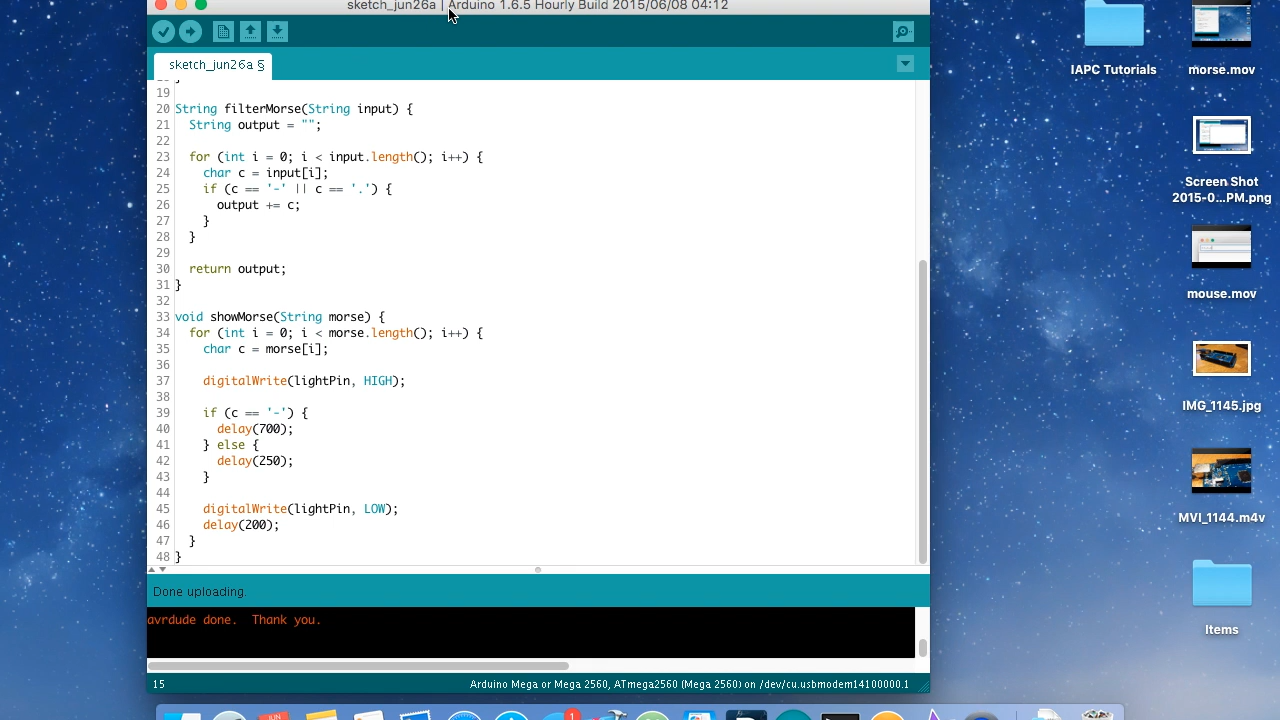 sketch_jun26a | Arduino 1.6.5 Hourly Build 2015/06/08 04:12
sketch_jun26a §
19
20 String filterMorse(String input) {
21 String output = "";
22
23 for (int i = 0; i < input.length(); i++) {
24 char c = input[i];
25 if (c == '-' || c == '.') {
26 output += c;
27 }
28 }
29
30 return output;
31 }
32
33 void showMorse(String morse) {
34 for (int i = 0; i < morse.length(); i++) {
35 char c = morse[i];
36
37 digitalWrite(lightPin, HIGH);
38
39 if (c == '-') {
40 delay(700);
41 } else {
42 delay(250);
43 }
44
45 digitalWrite(lightPin, LOW);
46 delay(200);
47 }
48 }
Done uploading.
avrdude done.  Thank you.
15
Arduino Mega or Mega 2560, ATmega2560 (Mega 2560) on /dev/cu.usbmodem14100000.1
IAPC Tutorials
morse.mov
Screen Shot
2015-0...PM.png
mouse.mov
IMG_1145.jpg
MVI_1144.m4v
Items
JUN
1